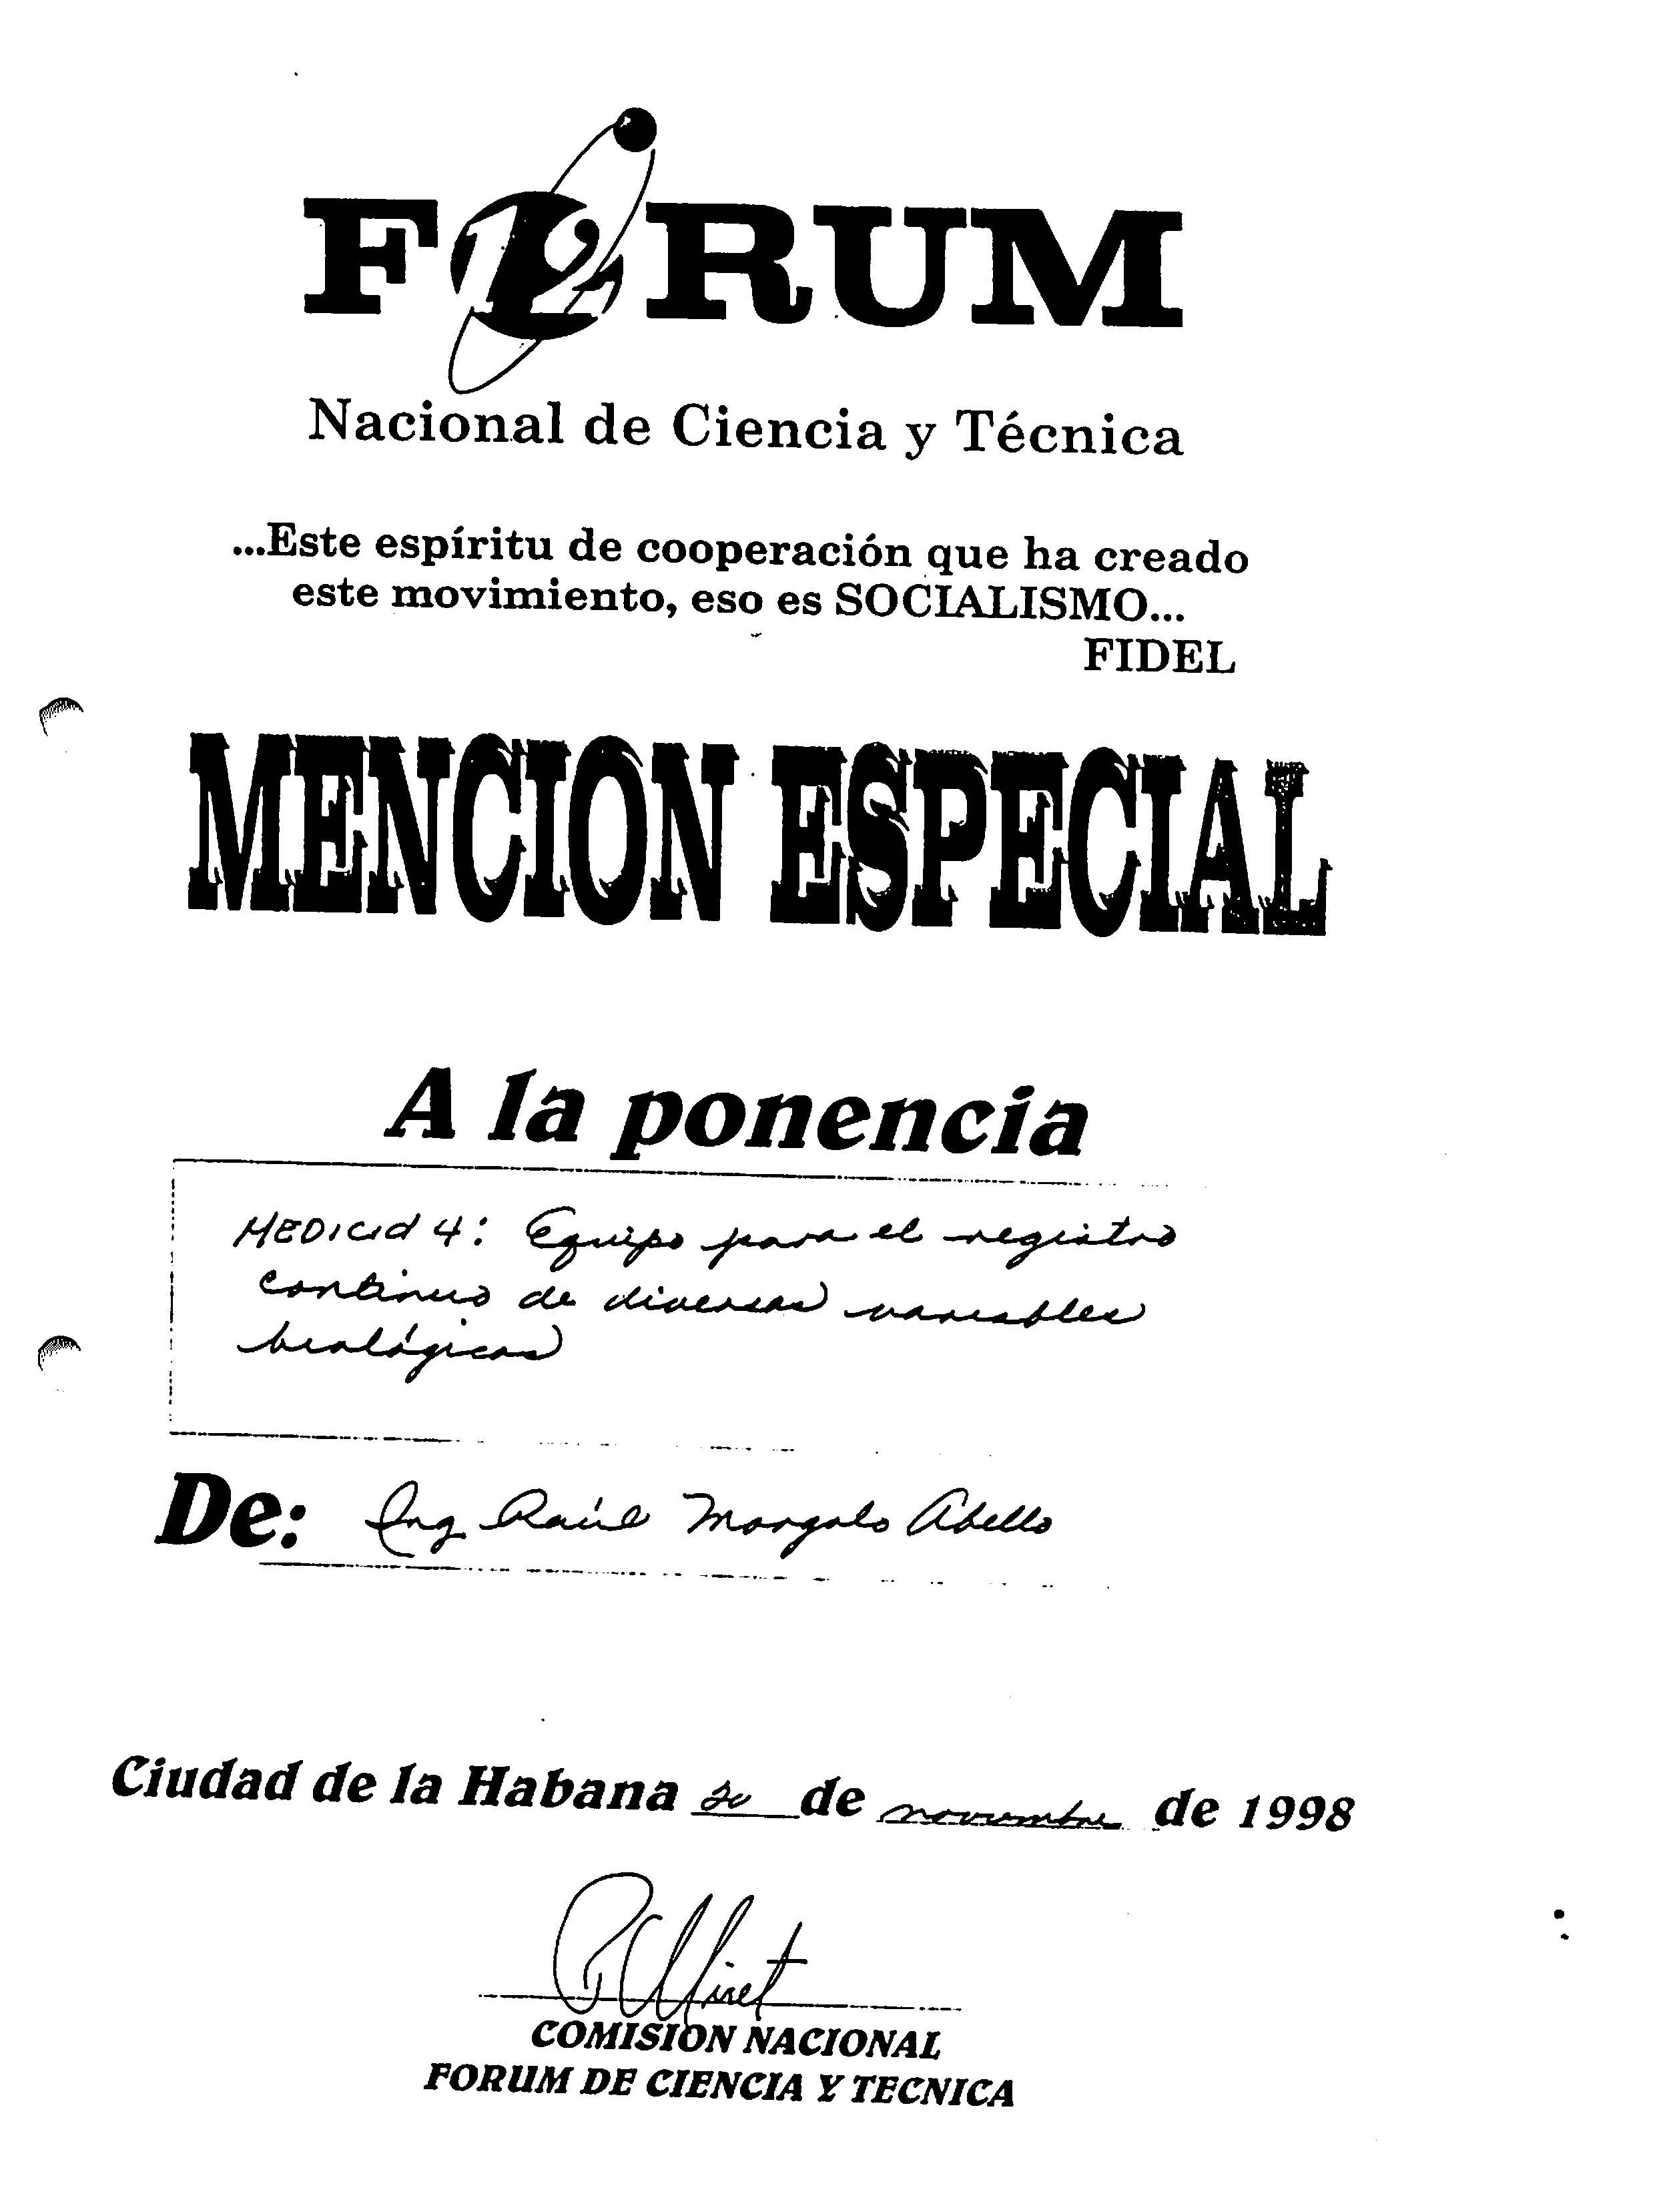 F12RUM
Nacional de Ciencia y Técnica
...Este espíritu de cooperación que ha creado
este movimiento, eso es SOCIALISMO...
FIDEL
MENCION ESPECIAL
A la ponencia
MEDICID 4: Equipo para el registro
continuo de diversas variables
biológicas
De: Ing Raúl Mongolo Abello
Ciudad de la Habana 20 de noviembre de 1998
Miret
COMISION NACIONAL
FORUM DE CIENCIA Y TECNICA